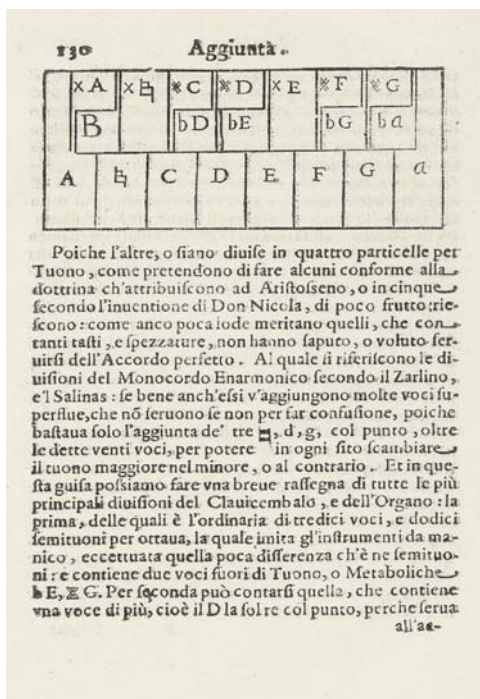 130 Aggiunta.
xA x♮ ※C ※D xE ※F ※G
B bD bE bG ba
A ♮ C D E F G a
Poiche l'altre, o siano diuise in quattro particelle per
Tuono, come pretendono di fare alcuni conforme alla
dottrina ch'attribuiscono ad Aristosseno, o in cinque
secondo l'inuentione di Don Nicola, di poco frutto rie-
scono: come anco poca lode meritano quelli, che con
tanti tasti, e spezzature, non hanno saputo, o voluto ser-
uirsi dell'Accordo perfetto. Al quale si riferiscono le di-
uisioni del Monocordo Enarmonico secondo il Zarlino,
e'l Salinas: se bene anch'essi v'aggiungono molte voci su-
perflue, che nō seruono se non per far confusione, poiche
bastaua solo l'aggiunta de' tre ♮, d, g, col punto, oltre
le dette venti voci, per potere in ogni sito scambiare
il tuono maggiore nel minore, o al contrario. Et in que-
sta guisa possiamo fare vna breue rassegna di tutte le più
principali diuisioni del Clauicembalo, e dell'Organo: la
prima, delle quali è l'ordinaria di tredici voci, e dodici
semituoni per ottaua, la quale imita gl'instrumenti da ma-
nico, eccettuata quella poca differenza ch'è ne semituo-
ni: e contiene due voci fuori di Tuono, o Metaboliche
b E, ※ G. Per seconda può contarsi quella, che contiene
vna voce di più, cioè il D la sol re col punto, perche serua
all'ac-